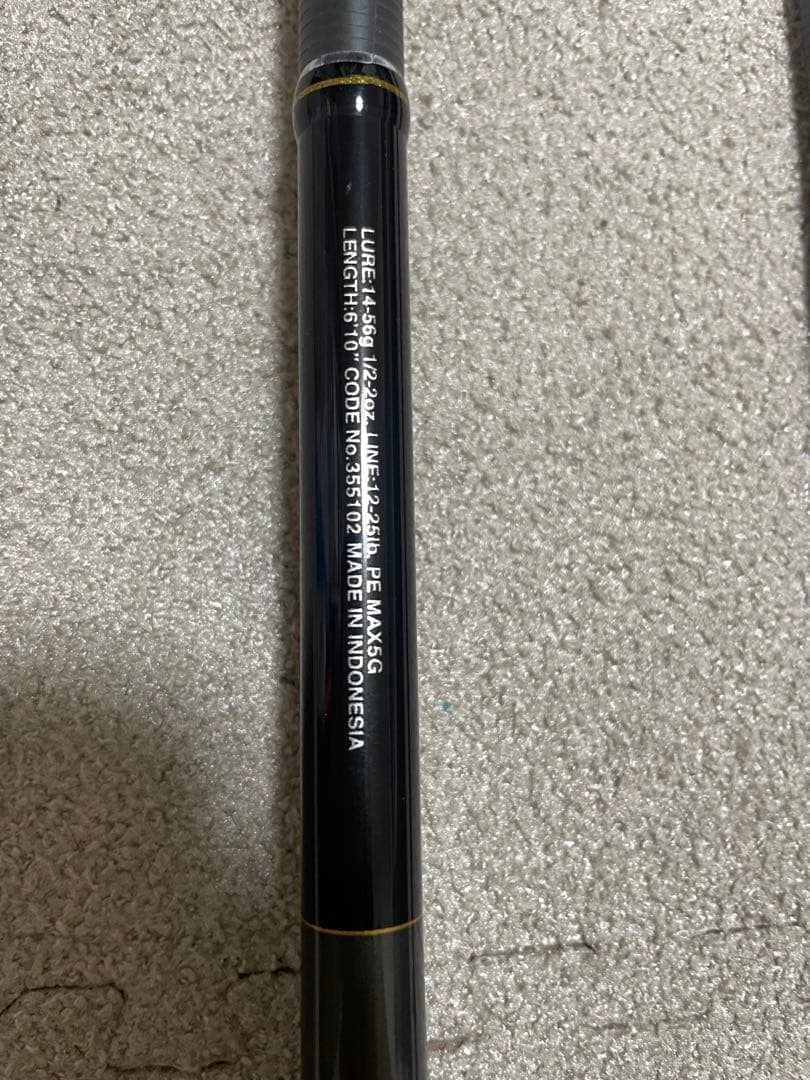 LURE:14-56g 1/2-2oz. LINE:12-25lb. PE MAX5G
LENGTH:6'10" CODE No.355102 MADE IN INDONESIA